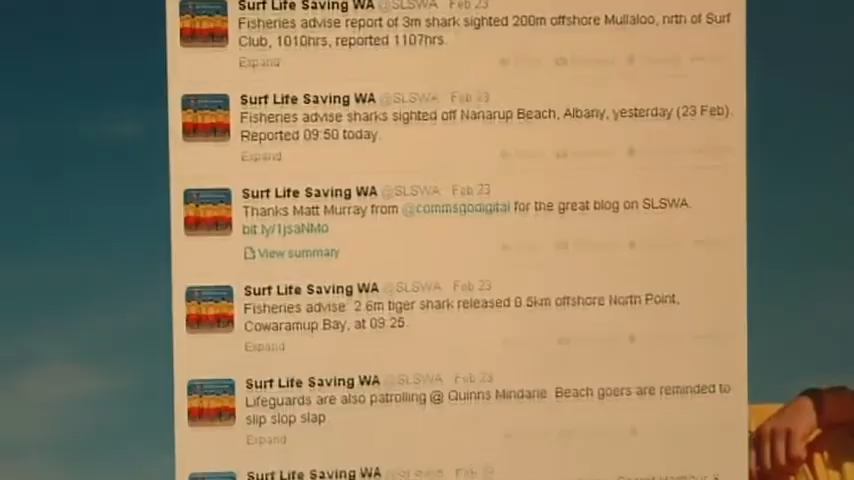 Surf Life Saving WA @SLSWA Feb 23
Fisheries advise report of 3m shark sighted 200m offshore Mullaloo, nrth of Surf
Club, 1010hrs, reported 1107hrs.
Expand
Surf Life Saving WA @SLSWA Feb 23
Fisheries advise sharks sighted off Nanarup Beach, Albany, yesterday (23 Feb).
Reported 09:50 today.
Expand
Surf Life Saving WA @SLSWA Feb 23
Thanks Matt Murray from @commsgodigital for the great blog on SLSWA.
bit.ly/1jsaNMo
View summary
Surf Life Saving WA @SLSWA Feb 23
Fisheries advise: 2.6m tiger shark released 0.5km offshore North Point,
Cowaramup Bay, at 09:25.
Expand
Surf Life Saving WA @SLSWA Feb 23
Lifeguards are also patrolling @ Quinns Mindarie. Beach goers are reminded to
slip slop slap
Expand
Surf Life Saving WA @SLSWA Feb